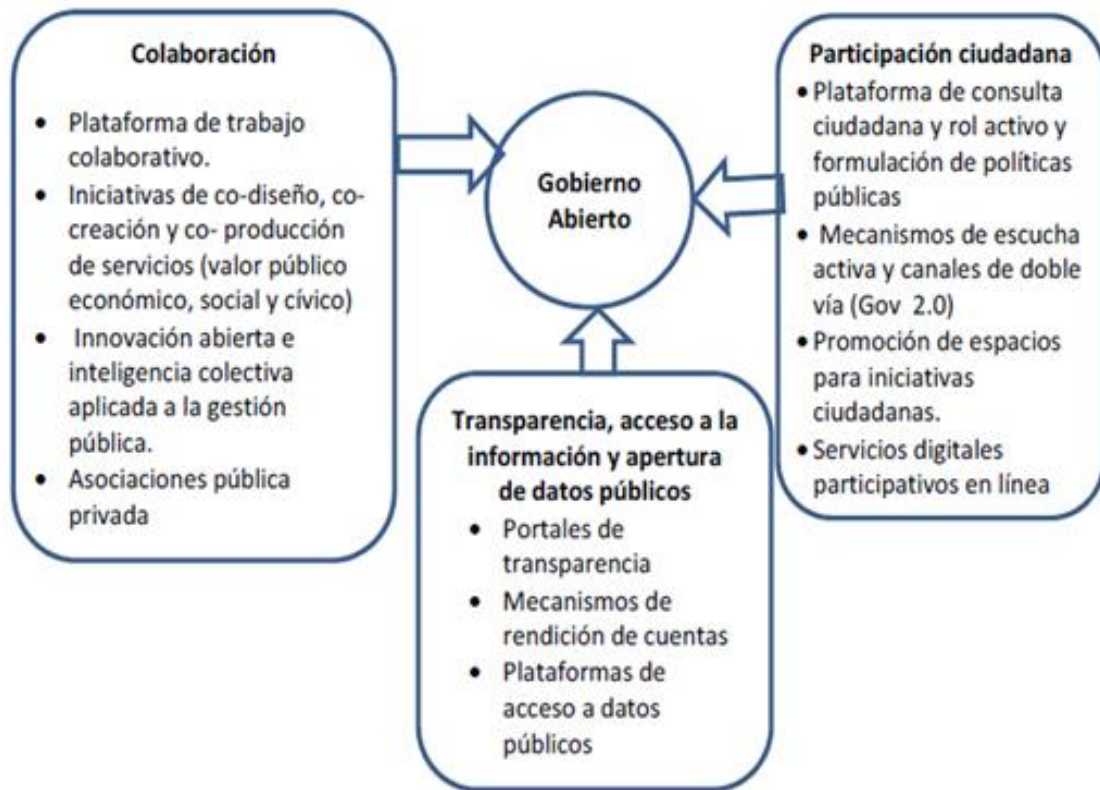 Colaboración
• Plataforma de trabajo
colaborativo.
• Iniciativas de co-diseño, co-
creación y co- producción
de servicios (valor público
económico, social y cívico)
• Innovación abierta e
inteligencia colectiva
aplicada a la gestión
pública.
• Asociaciones pública
privada
Gobierno
Abierto
Participación ciudadana
• Plataforma de consulta
ciudadana y rol activo y
formulación de políticas
públicas
• Mecanismos de escucha
activa y canales de doble
vía (Gov 2.0)
• Promoción de espacios
para iniciativas
ciudadanas.
• Servicios digitales
participativos en línea
Transparencia, acceso a la
información y apertura
de datos públicos
• Portales de
transparencia
• Mecanismos de
rendición de cuentas
• Plataformas de
acceso a datos
públicos